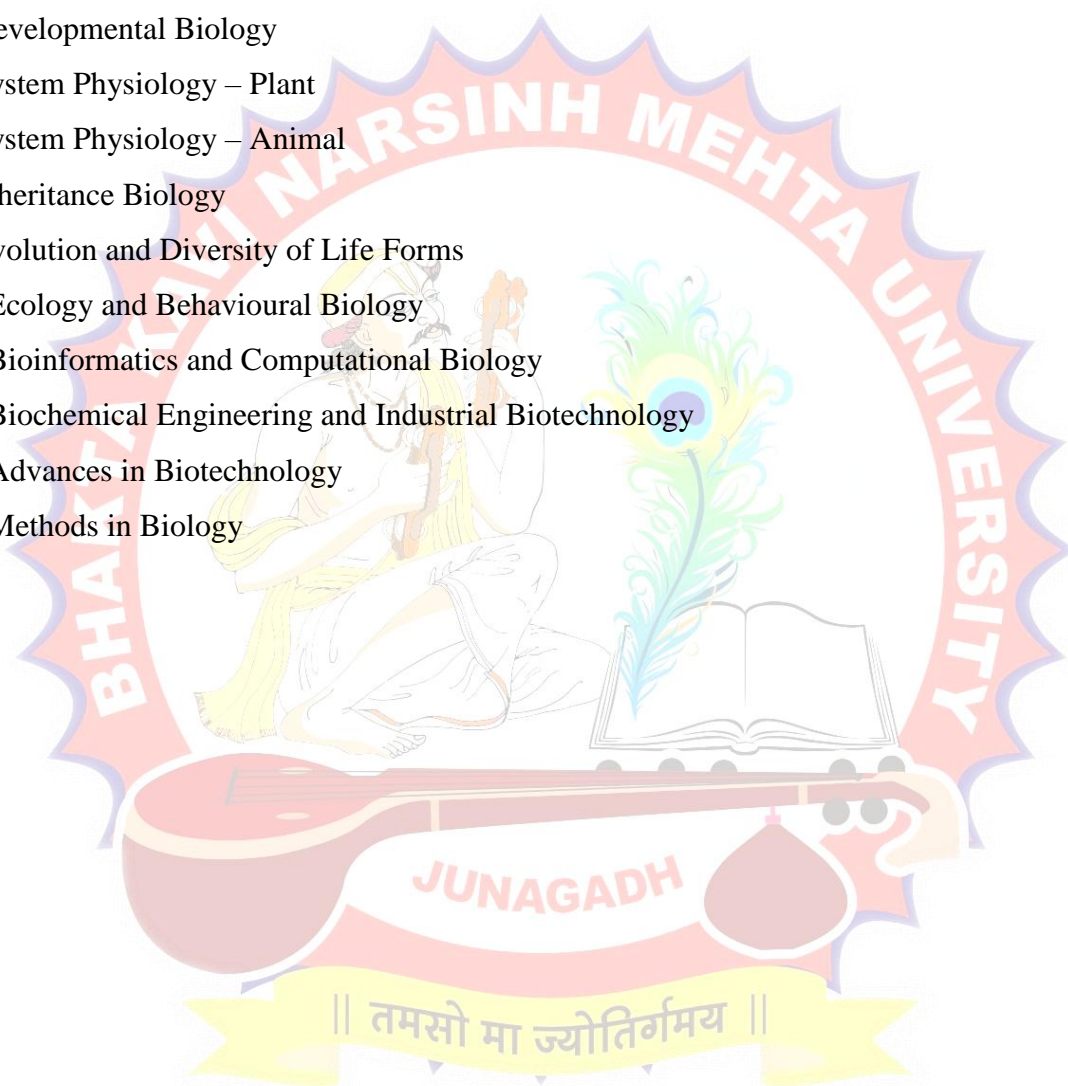 evelopmental Biology
ystem Physiology – Plant
ystem Physiology – Animal
heritance Biology
volution and Diversity of Life Forms
Ecology and Behavioural Biology
Bioinformatics and Computational Biology
Biochemical Engineering and Industrial Biotechnology
Advances in Biotechnology
Methods in Biology
BHAKTA KAVI NARSINH MEHTA UNIVERSITY
JUNAGADH
|| तमसो मा ज्योतिर्गमय ||